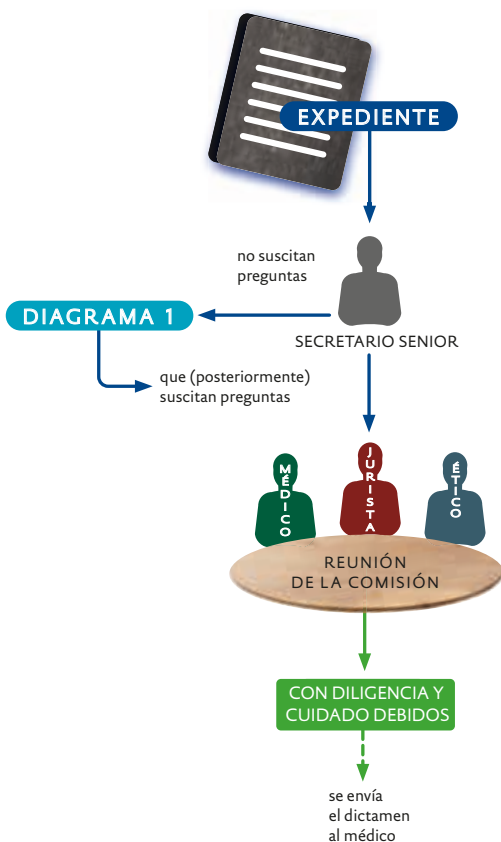 EXPEDIENTE
no suscitan
preguntas
DIAGRAMA 1
SECRETARIO SENIOR
que (posteriormente)
suscitan preguntas
MÉDICO
JURISTA
ÉTICO
REUNIÓN
DE LA COMISIÓN
CON DILIGENCIA Y
CUIDADO DEBIDOS
se envía
el dictamen
al médico